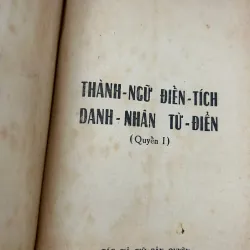 THÀNH-NGỮ ĐIỂN-TÍCH
DANH-NHÂN TỪ-ĐIỂN
(Quyển I)